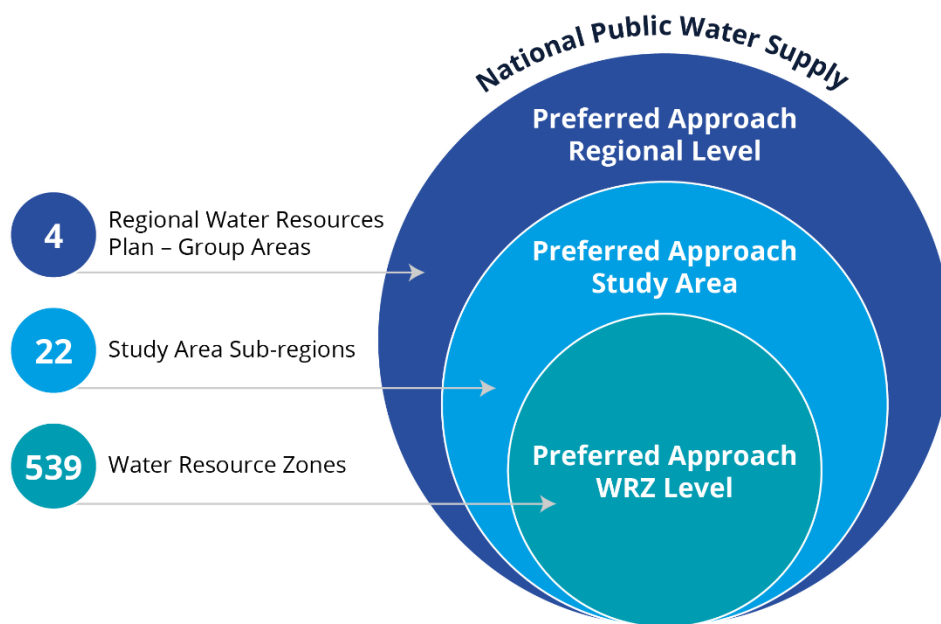 National Public Water Supply
Preferred Approach
Regional Level
4
Regional Water Resources
Plan – Group Areas
Preferred Approach
Study Area
22
Study Area Sub-regions
539
Water Resource Zones
Preferred Approach
WRZ Level